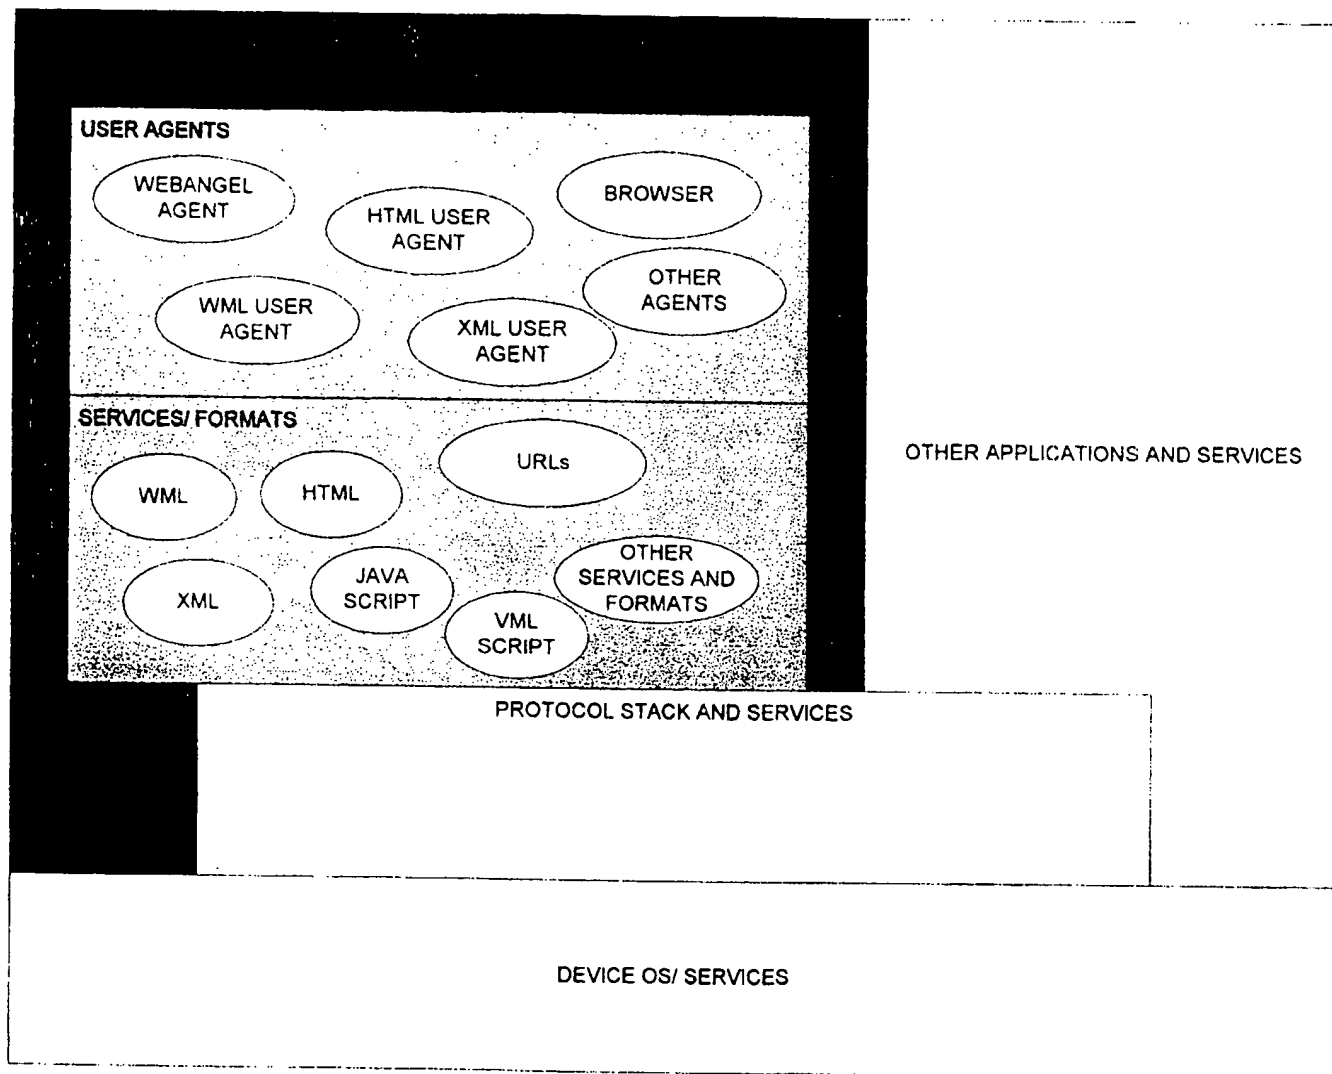 USER AGENTS
WEBANGEL
AGENT
HTML USER
AGENT
BROWSER
OTHER
AGENTS
WML USER
AGENT
XML USER
AGENT
SERVICES/ FORMATS
URLs
WML
HTML
OTHER
SERVICES AND
FORMATS
JAVA
SCRIPT
XML
VML
SCRIPT
OTHER APPLICATIONS AND SERVICES
PROTOCOL STACK AND SERVICES
DEVICE OS/ SERVICES